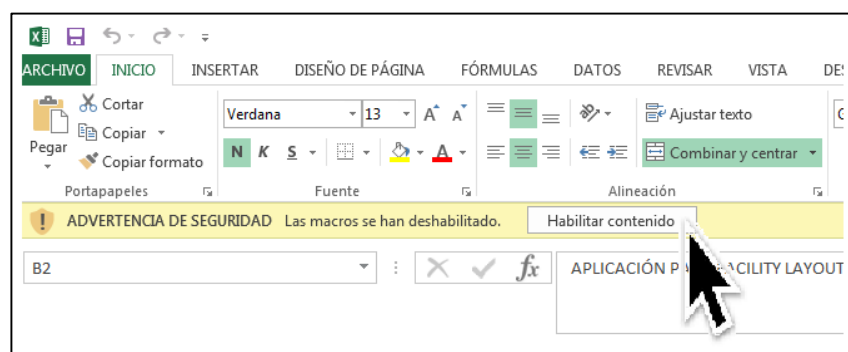 ARCHIVO INICIO INSERTAR DISEÑO DE PÁGINA FÓRMULAS DATOS REVISAR VISTA
Cortar
Verdana 13 A A Ajustar texto
Copiar
Pegar
Copiar formato
N K S A Combinar y centrar
Portapapeles Fuente Alineación
ADVERTENCIA DE SEGURIDAD Las macros se han deshabilitado. Habilitar contenido
B2 fx APLICACIÓN LAYOUT